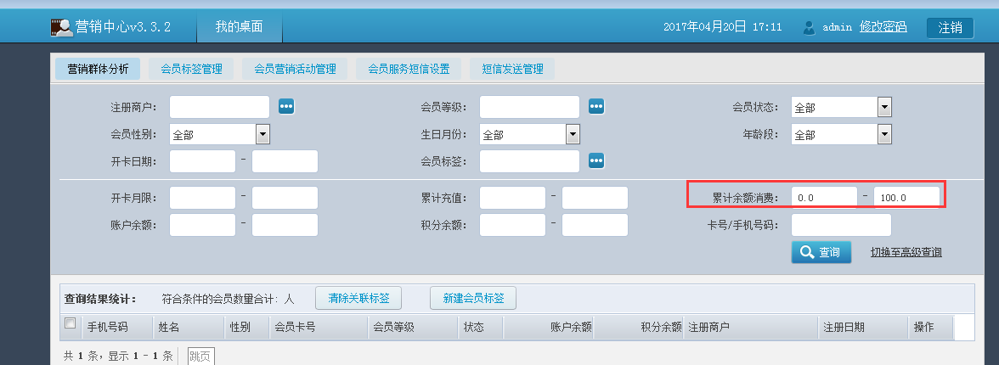 营销中心v3.3.2 我的桌面 2017年04月20日 17:11 admin 修改密码 注销
营销群体分析 会员标签管理 会员营销活动管理 会员服务短信设置 短信发送管理
注册商户： 会员等级： 会员状态： 全部
会员性别： 全部 生日月份： 全部 年龄段： 全部
开卡日期： - 会员标签：
开卡月限： - 累计充值： - 累计余额消费： 0.0 - 100.0
账户余额： - 积分余额： - 卡号/手机号码：
查询 切换至高级查询
查询结果统计： 符合条件的会员数量合计：人 清除关联标签 新建会员标签
手机号码 姓名 性别 会员卡号 会员等级 状态 账户余额 积分余额 注册商户 注册日期 操作
共 1 条，显示 1 - 1 条 跳页